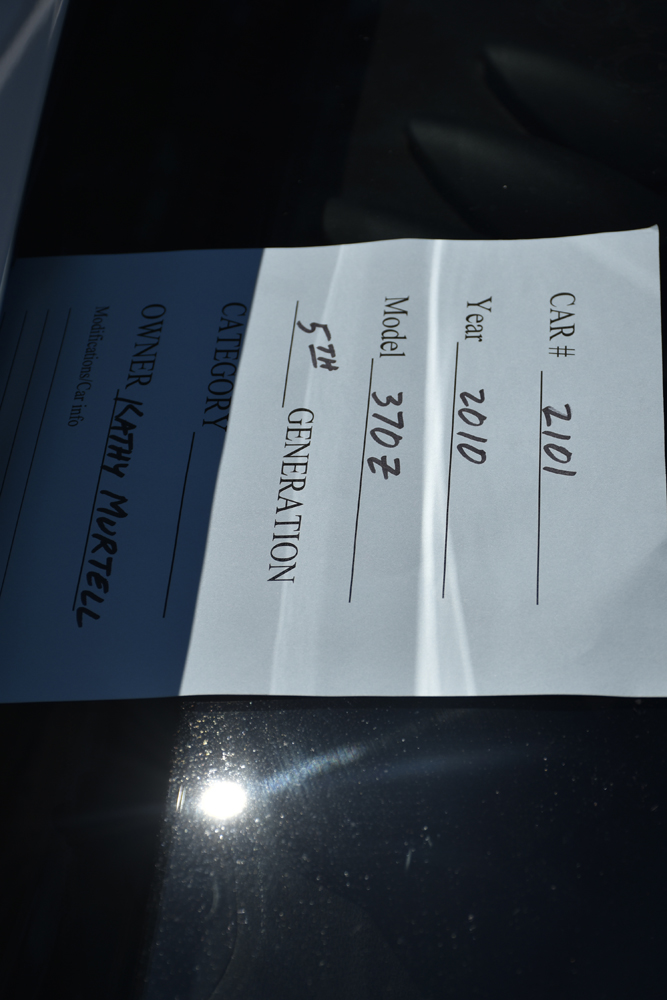 CAR # 2101
Year 2010
Model 370Z
5TH GENERATION
CATEGORY
OWNER KATHY MURTELL
Modifications/Car info